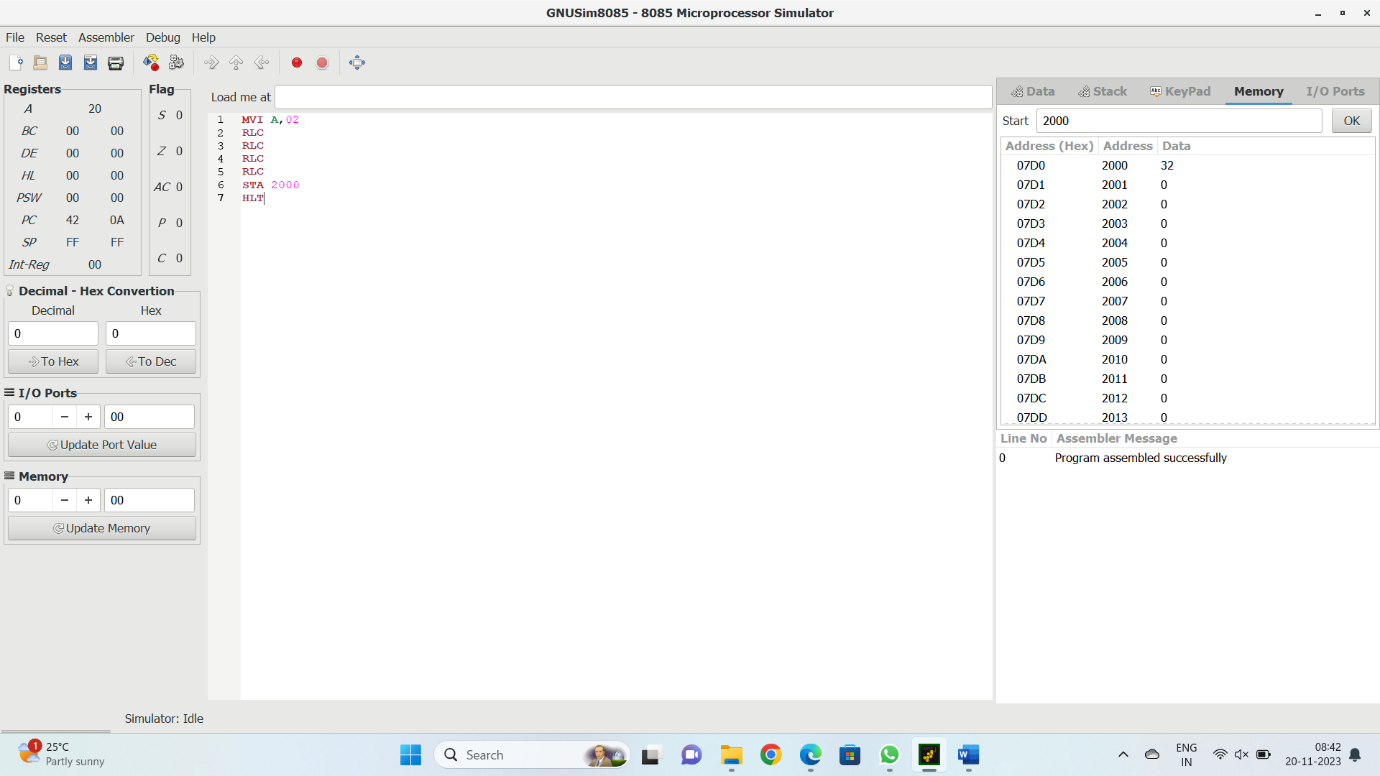 GNUSim8085 - 8085 Microprocessor Simulator
File Reset Assembler Debug Help
Registers
A 20
BC 00 00
DE 00 00
HL 00 00
PSW 00 00
PC 42 0A
SP FF FF
Int-Reg 00
Flag
S 0
Z 0
AC 0
P 0
C 0
Decimal - Hex Convertion
Decimal Hex
0 0
To Hex To Dec
I/O Ports
0 − + 00
Update Port Value
Memory
0 − + 00
Update Memory
Load me at
1 MVI A,02
2 RLC
3 RLC
4 RLC
5 RLC
6 STA 2000
7 HLT
Data Stack KeyPad Memory I/O Ports
Start 2000 OK
Address (Hex) Address Data
07D0 2000 32
07D1 2001 0
07D2 2002 0
07D3 2003 0
07D4 2004 0
07D5 2005 0
07D6 2006 0
07D7 2007 0
07D8 2008 0
07D9 2009 0
07DA 2010 0
07DB 2011 0
07DC 2012 0
07DD 2013 0
Line No Assembler Message
0 Program assembled successfully
Simulator: Idle
1 25°C
Partly sunny
Search
ENG
IN
08:42
20-11-2023